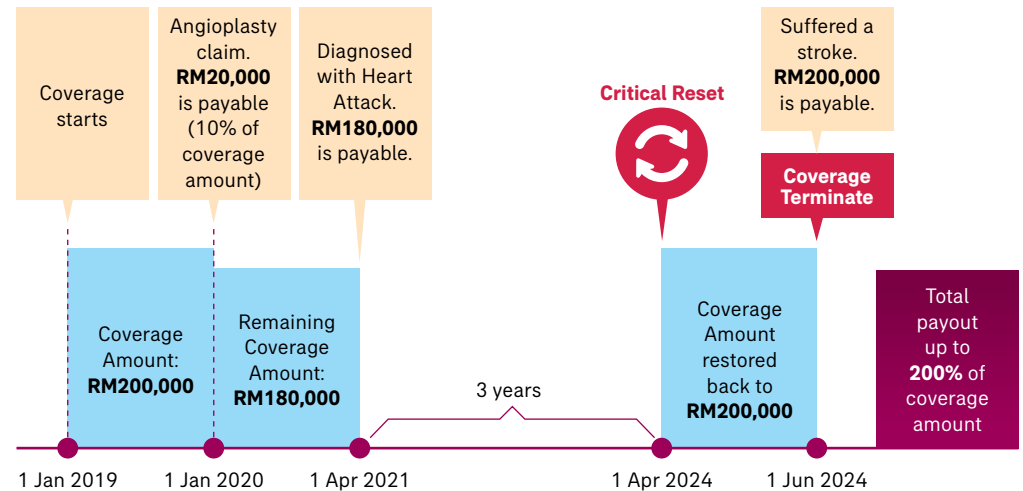 Coverage
starts
Angioplasty
claim.
RM20,000
is payable
(10% of
coverage
amount)
Diagnosed
with Heart
Attack.
RM180,000
is payable.
Critical Reset
Suffered a
stroke.
RM200,000
is payable.
Coverage
Terminate
Coverage
Amount:
RM200,000
Remaining
Coverage
Amount:
RM180,000
3 years
Coverage
Amount
restored
back to
RM200,000
Total
payout
up to
200% of
coverage
amount
1 Jan 2019
1 Jan 2020
1 Apr 2021
1 Apr 2024
1 Jun 2024